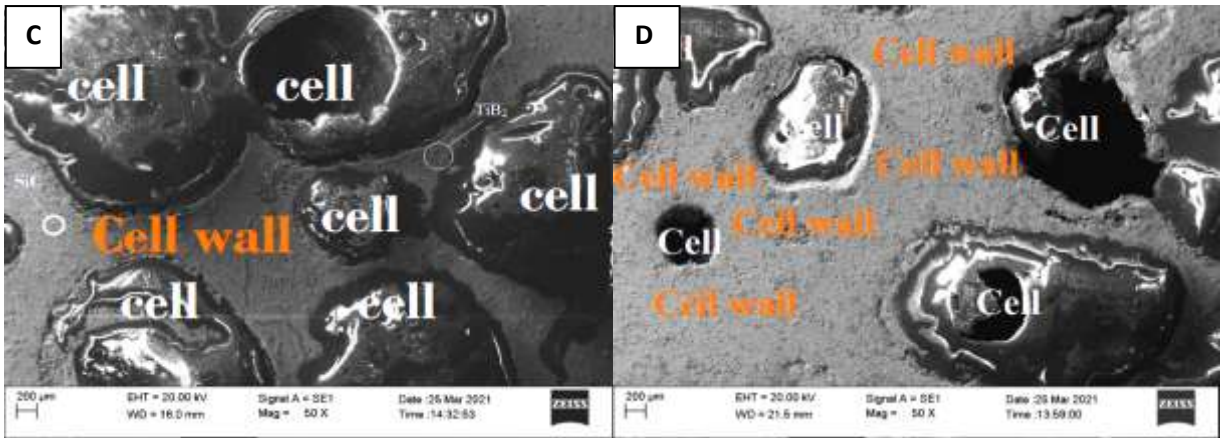 C
cell
cell
TiB₂
cell
SiC
cell
Cell wall
cell
cell
200 µm
EHT = 20.00 kV
WD = 16.0 mm
Signal A = SE1
Mag = 50 X
Date :25 Mar 2021
Time :14:32:53
ZEISS
D
Cell wall
ell
Cell
Cell wall
Cell wall
Cell wall
Cell
Cell wall
Cell
200 µm
EHT = 20.00 kV
WD = 21.5 mm
Signal A = SE1
Mag = 50 X
Date :25 Mar 2021
Time :13:59:00
ZEISS